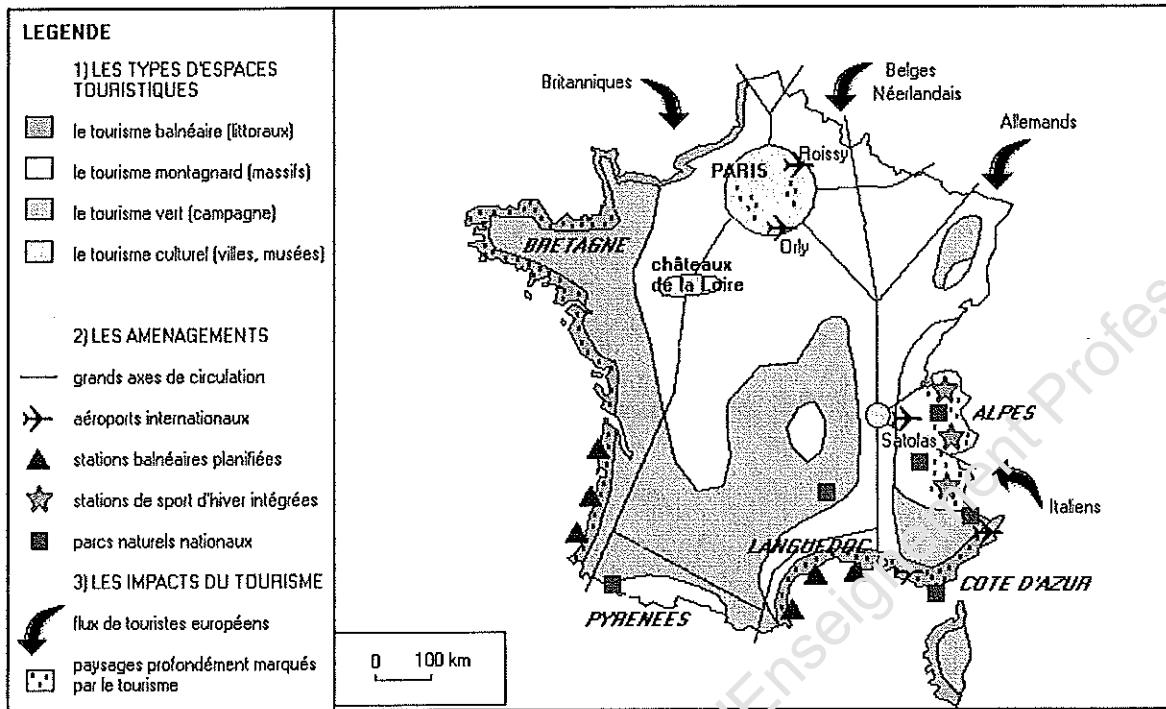 LEGENDE
1) LES TYPES D'ESPACES
TOURISTIQUES
le tourisme balnéaire (littoraux)
le tourisme montagnard (massifs)
le tourisme vert (campagne)
le tourisme culturel (villes, musées)
2) LES AMENAGEMENTS
grands axes de circulation
aéroports internationaux
stations balnéaires planifiées
stations de sport d'hiver intégrées
parcs naturels nationaux
3) LES IMPACTS DU TOURISME
flux de touristes européens
paysages profondément marqués
par le tourisme
0 100 km
Britanniques
Belges
Néerlandais
Allemands
Roissy
PARIS
Orly
BRETAGNE
châteaux
de la Loire
ALPES
Satolas
Italiens
LANGUEDOC
COTE D'AZUR
PYRENEES
Enseignement Profes